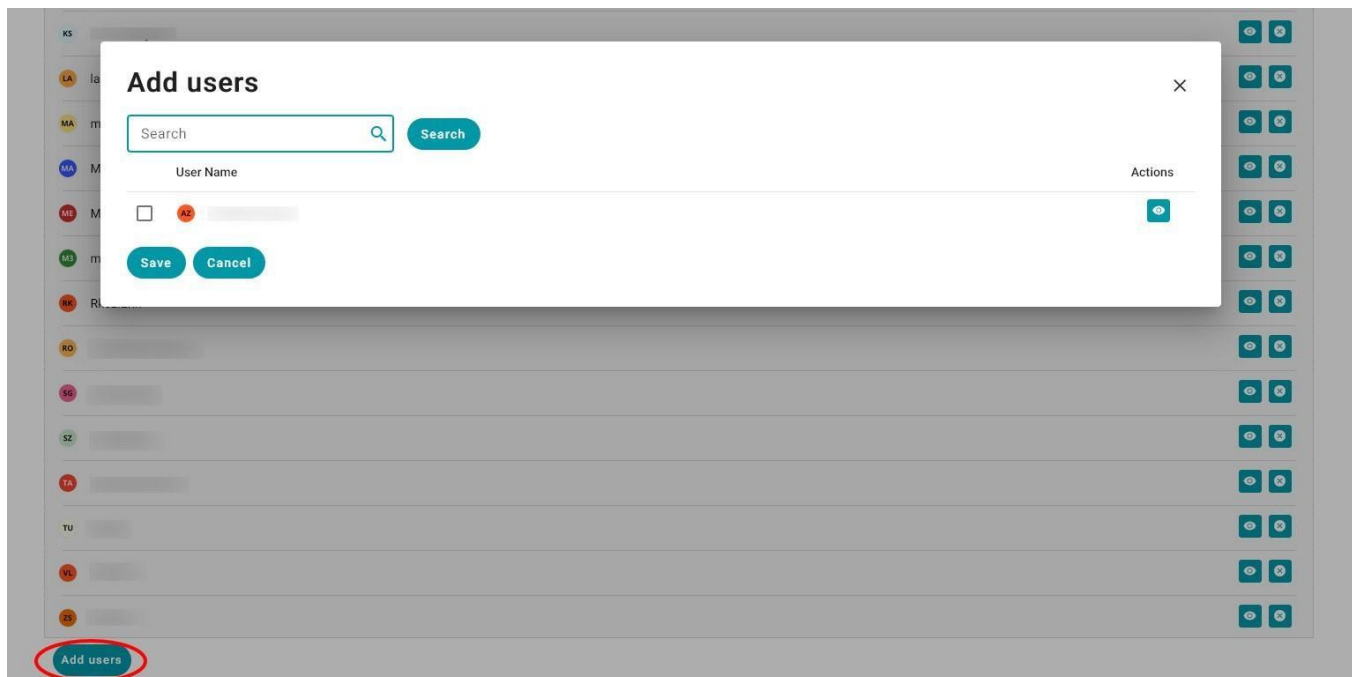 KS
LA la
Add users
MA m
Search Search
MA M
User Name Actions
ME M
AZ
M3 m
Save Cancel
RK
RO
SG
SZ
TA
TU
VL
ZS
Add users